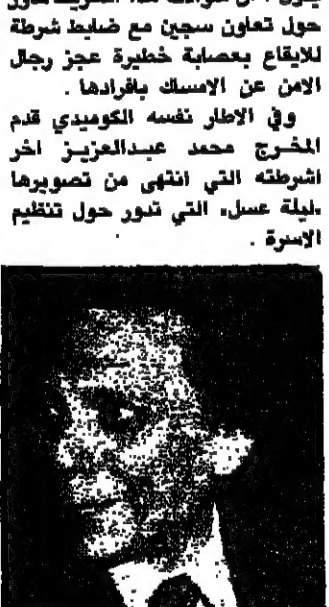 حول تعاون سجين مع ضابط شرطة
للايقاع بعصابة خطيرة عجز رجال
الامن عن الامساك بافرادها .
وفي الاطار نفسه الكوميدي قدم
المخرج محمد عبدالعزيز اخر
اشرطته التي انتهى من تصويرها
«ليلة عسل» التي تدور حول تنظيم
الاسرة .